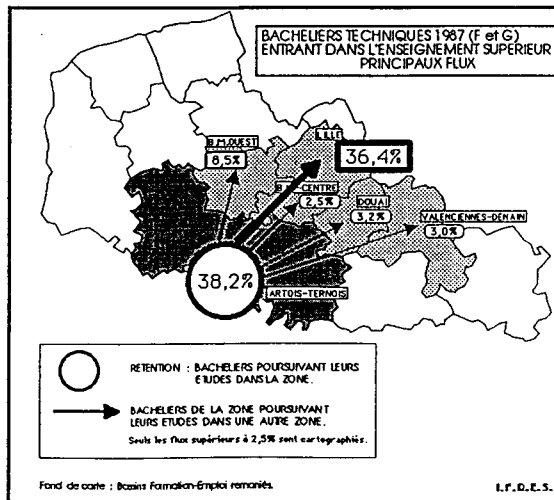 BACHELIERS TECHNIQUES 1987 (F et G)
ENTRANT DANS L'ENSEIGNEMENT SUPERIEUR
PRINCIPAUX FLUX
B.M.OUEST
LILLE
8,5%
36,4%
B.M.CENTRE
2,5%
DOUAI
3,2%
VALENCIENNES-DENAIN
3,0%
38,2%
ARTOIS-TERNOIS
RETENTION : BACHELIERS POURSUIVANT LEURS
ETUDES DANS LA ZONE.
BACHELIERS DE LA ZONE POURSUIVANT
LEURS ETUDES DANS UNE AUTRE ZONE.
Seuls les flux supérieurs à 2,5% sont cartographiés.
Fond de carte : Bassins Formation-Emploi remaniés.